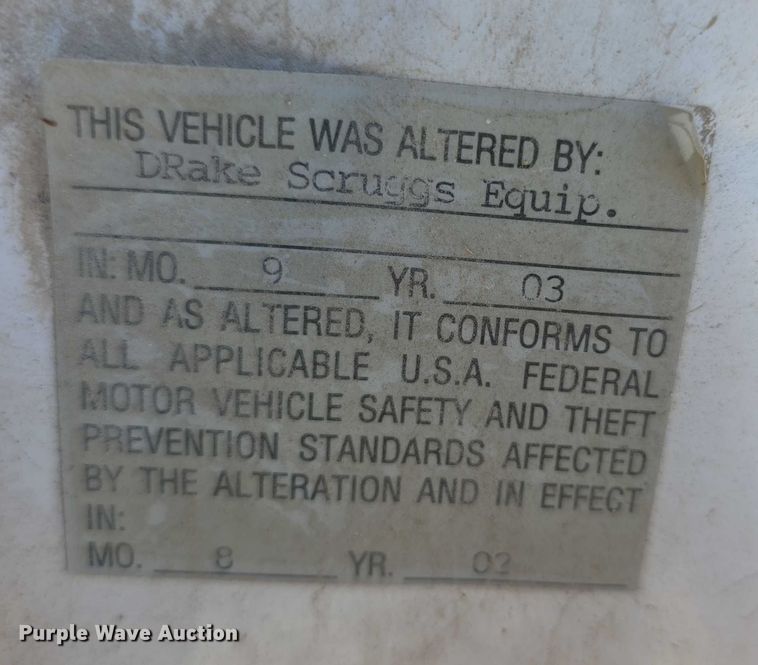 THIS VEHICLE WAS ALTERED BY:
DRake Scruggs Equip.
IN: MO. 9 YR. 03
AND AS ALTERED, IT CONFORMS TO
ALL APPLICABLE U.S.A. FEDERAL
MOTOR VEHICLE SAFETY AND THEFT
PREVENTION STANDARDS AFFECTED
BY THE ALTERATION AND IN EFFECT
IN:
MO. 8 YR. 02
Purple Wave Auction